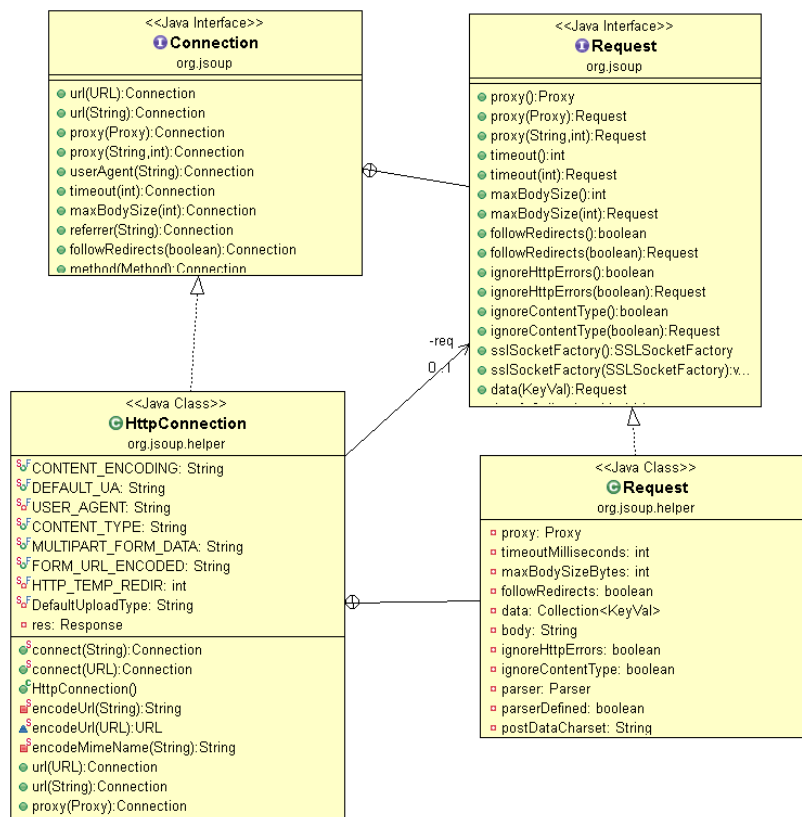 <<Java Interface>>
Connection
org.jsoup
url(URL):Connection
url(String):Connection
proxy(Proxy):Connection
proxy(String,int):Connection
userAgent(String):Connection
timeout(int):Connection
maxBodySize(int):Connection
referrer(String):Connection
followRedirects(boolean):Connection
method(Method):Connection
<<Java Interface>>
Request
org.jsoup
proxy():Proxy
proxy(Proxy):Request
proxy(String,int):Request
timeout():int
timeout(int):Request
maxBodySize():int
maxBodySize(int):Request
followRedirects():boolean
followRedirects(boolean):Request
ignoreHttpErrors():boolean
ignoreHttpErrors(boolean):Request
ignoreContentType():boolean
ignoreContentType(boolean):Request
sslSocketFactory():SSLSocketFactory
sslSocketFactory(SSLSocketFactory):v...
data(KeyVal):Request
-req
0..1
<<Java Class>>
HttpConnection
org.jsoup.helper
CONTENT_ENCODING: String
DEFAULT_UA: String
USER_AGENT: String
CONTENT_TYPE: String
MULTIPART_FORM_DATA: String
FORM_URL_ENCODED: String
HTTP_TEMP_REDIR: int
DefaultUploadType: String
res: Response
connect(String):Connection
connect(URL):Connection
HttpConnection()
encodeUrl(String):String
encodeUrl(URL):URL
encodeMimeName(String):String
url(URL):Connection
url(String):Connection
proxy(Proxy):Connection
<<Java Class>>
Request
org.jsoup.helper
proxy: Proxy
timeoutMilliseconds: int
maxBodySizeBytes: int
followRedirects: boolean
data: Collection<KeyVal>
body: String
ignoreHttpErrors: boolean
ignoreContentType: boolean
parser: Parser
parserDefined: boolean
postDataCharset: String